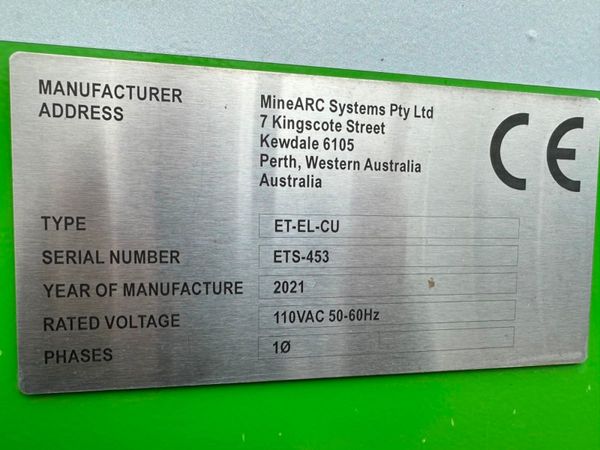 MANUFACTURER
ADDRESS
MineARC Systems Pty Ltd
7 Kingscote Street
Kewdale 6105
Perth, Western Australia
Australia
CE
TYPE ET-EL-CU
SERIAL NUMBER ETS-453
YEAR OF MANUFACTURE 2021
RATED VOLTAGE 110VAC 50-60Hz
PHASES 1Ø